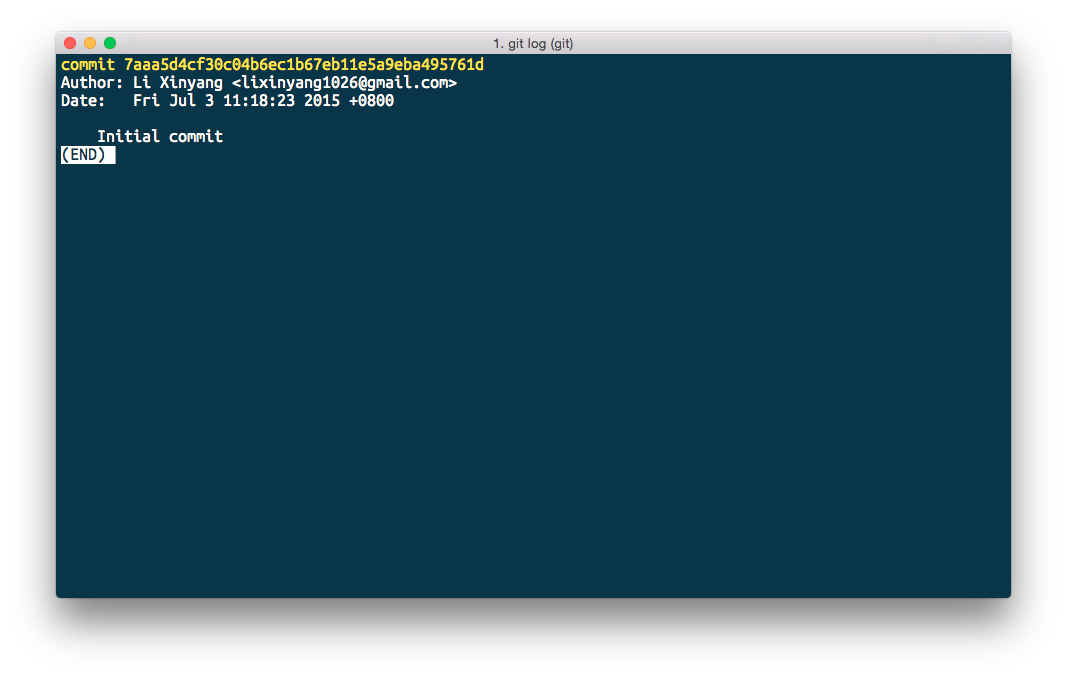 1. git log (git)
commit 7aaa5d4cf30c04b6ec1b67eb11e5a9eba495761d
Author: Li Xinyang <lixinyang1026@gmail.com>
Date:   Fri Jul 3 11:18:23 2015 +0800
    Initial commit
(END)